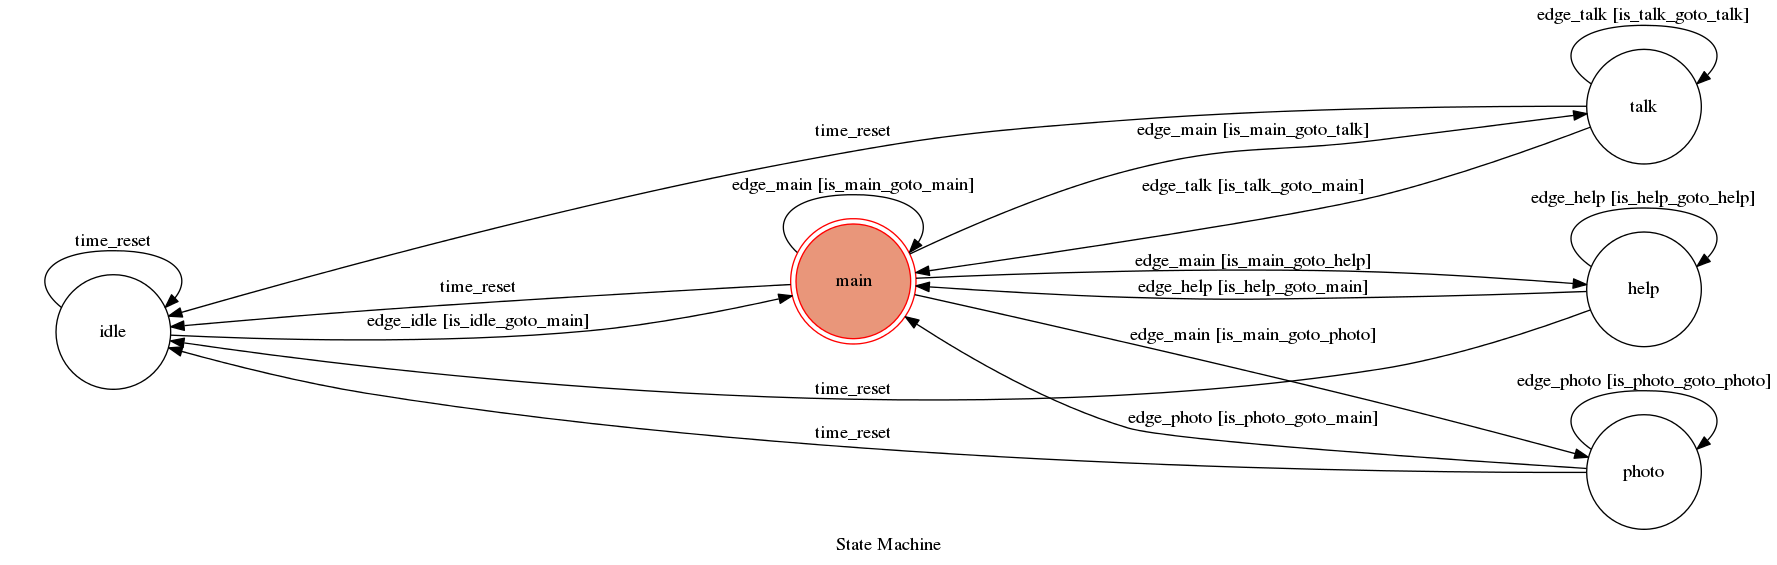 edge_talk [is_talk_goto_talk]
talk
time_reset
edge_main [is_main_goto_talk]
edge_main [is_main_goto_main]
edge_talk [is_talk_goto_main]
edge_help [is_help_goto_help]
time_reset
edge_main [is_main_goto_help]
main
time_reset
edge_help [is_help_goto_main]
help
idle
edge_idle [is_idle_goto_main]
edge_main [is_main_goto_photo]
time_reset
edge_photo [is_photo_goto_photo]
edge_photo [is_photo_goto_main]
time_reset
photo
State Machine